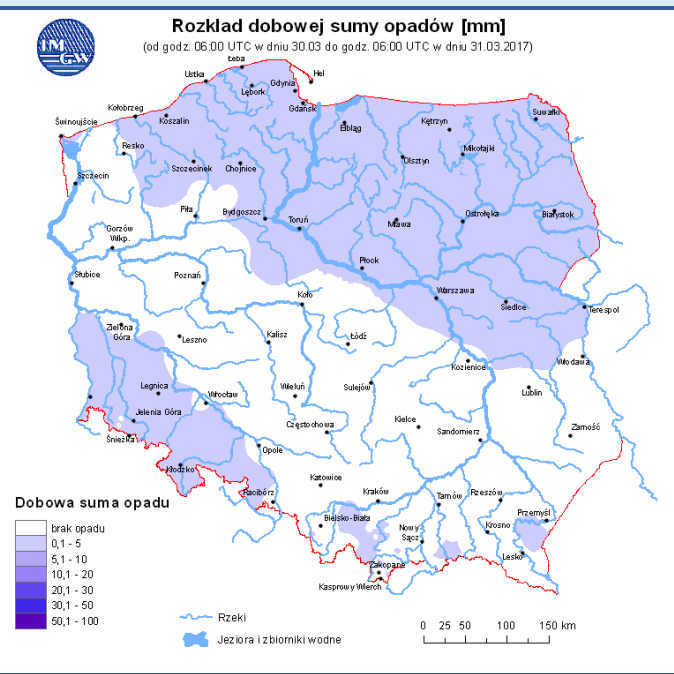 Rozkład dobowej sumy opadów [mm]
(od godz. 06:00 UTC w dniu 30.03 do godz. 06:00 UTC w dniu 31.03.2017)
IM
GW
Łeba
Ustka
Hel
Gdynia
Lębork
Kołobrzeg
Gdańsk
Suwałki
Świnoujście
Koszalin
Elbląg
Kętrzyn
Resko
Mikołajki
Szczecin
Szczecinek
Chojnice
Olsztyn
Piła
Bydgoszcz
Toruń
Mława
Ostrołęka
Białystok
Gorzów
Wlkp.
Płock
Słubice
Poznań
Koło
Warszawa
Siedlce
Terespol
Zielona
Góra
Leszno
Kalisz
Łódź
Kozienice
Włodawa
Legnica
Wrocław
Wieluń
Sulejów
Lublin
Jelenia Góra
Częstochowa
Kielce
Sandomierz
Zamość
Śnieżka
Opole
Kłodzko
Katowice
Racibórz
Kraków
Tarnów
Rzeszów
Bielsko-Biała
Przemyśl
Nowy
Sącz
Krosno
Lesko
Zakopane
Kasprowy Wierch
Dobowa suma opadu
brak opadu
0,1 - 5
5,1 - 10
10,1 - 20
20,1 - 30
30,1 - 50
50,1 - 100
Rzeki
Jeziora i zbiorniki wodne
0 25 50 100 150 km